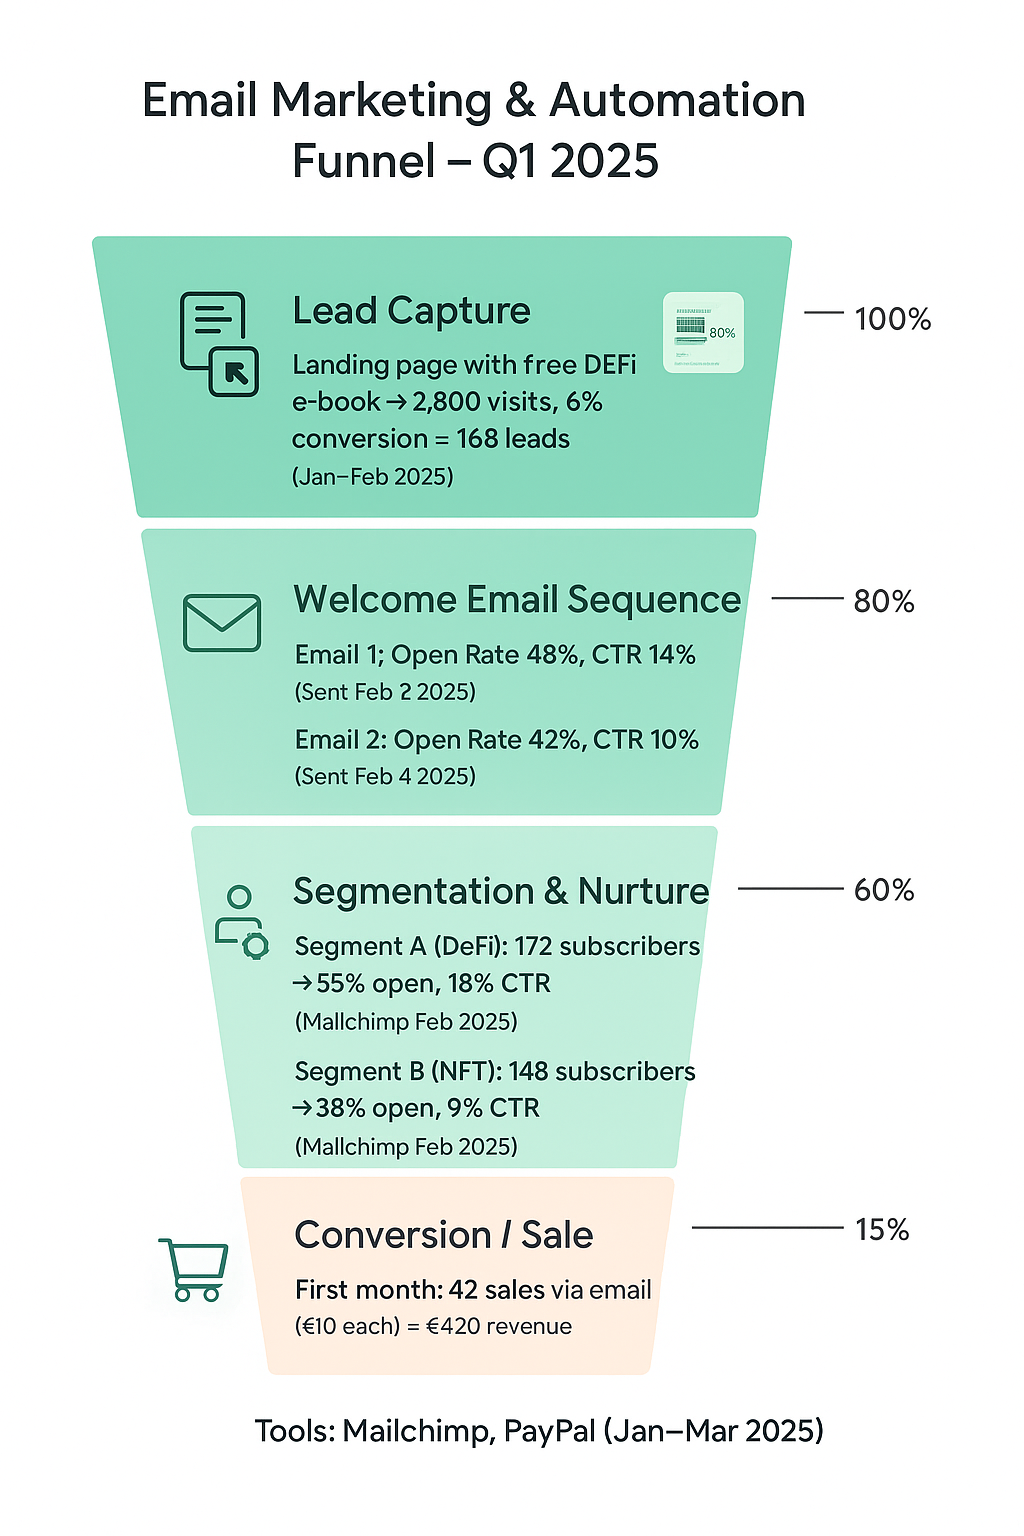 Email Marketing & Automation
Funnel – Q1 2025
Lead Capture
Landing page with free DEFi
e-book → 2,800 visits, 6%
conversion = 168 leads
(Jan–Feb 2025)
80%
100%
Welcome Email Sequence
80%
Email 1; Open Rate 48%, CTR 14%
(Sent Feb 2 2025)
Email 2: Open Rate 42%, CTR 10%
(Sent Feb 4 2025)
Segmentation & Nurture
60%
Segment A (DeFi): 172 subscribers
→ 55% open, 18% CTR
(Mallchimp Feb 2025)
Segment B (NFT): 148 subscribers
→ 38% open, 9% CTR
(Mallchimp Feb 2025)
Conversion / Sale
15%
First month: 42 sales via email
(€10 each) = €420 revenue
Tools: Mailchimp, PayPal (Jan–Mar 2025)